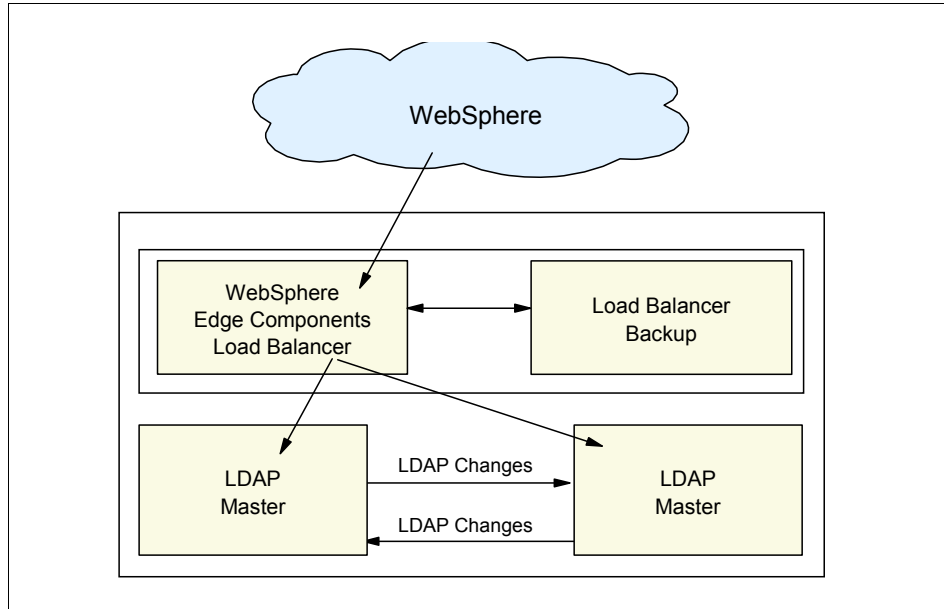 WebSphere
WebSphere
Edge Components
Load Balancer
Load Balancer
Backup
LDAP
Master
LDAP Changes
LDAP Changes
LDAP
Master